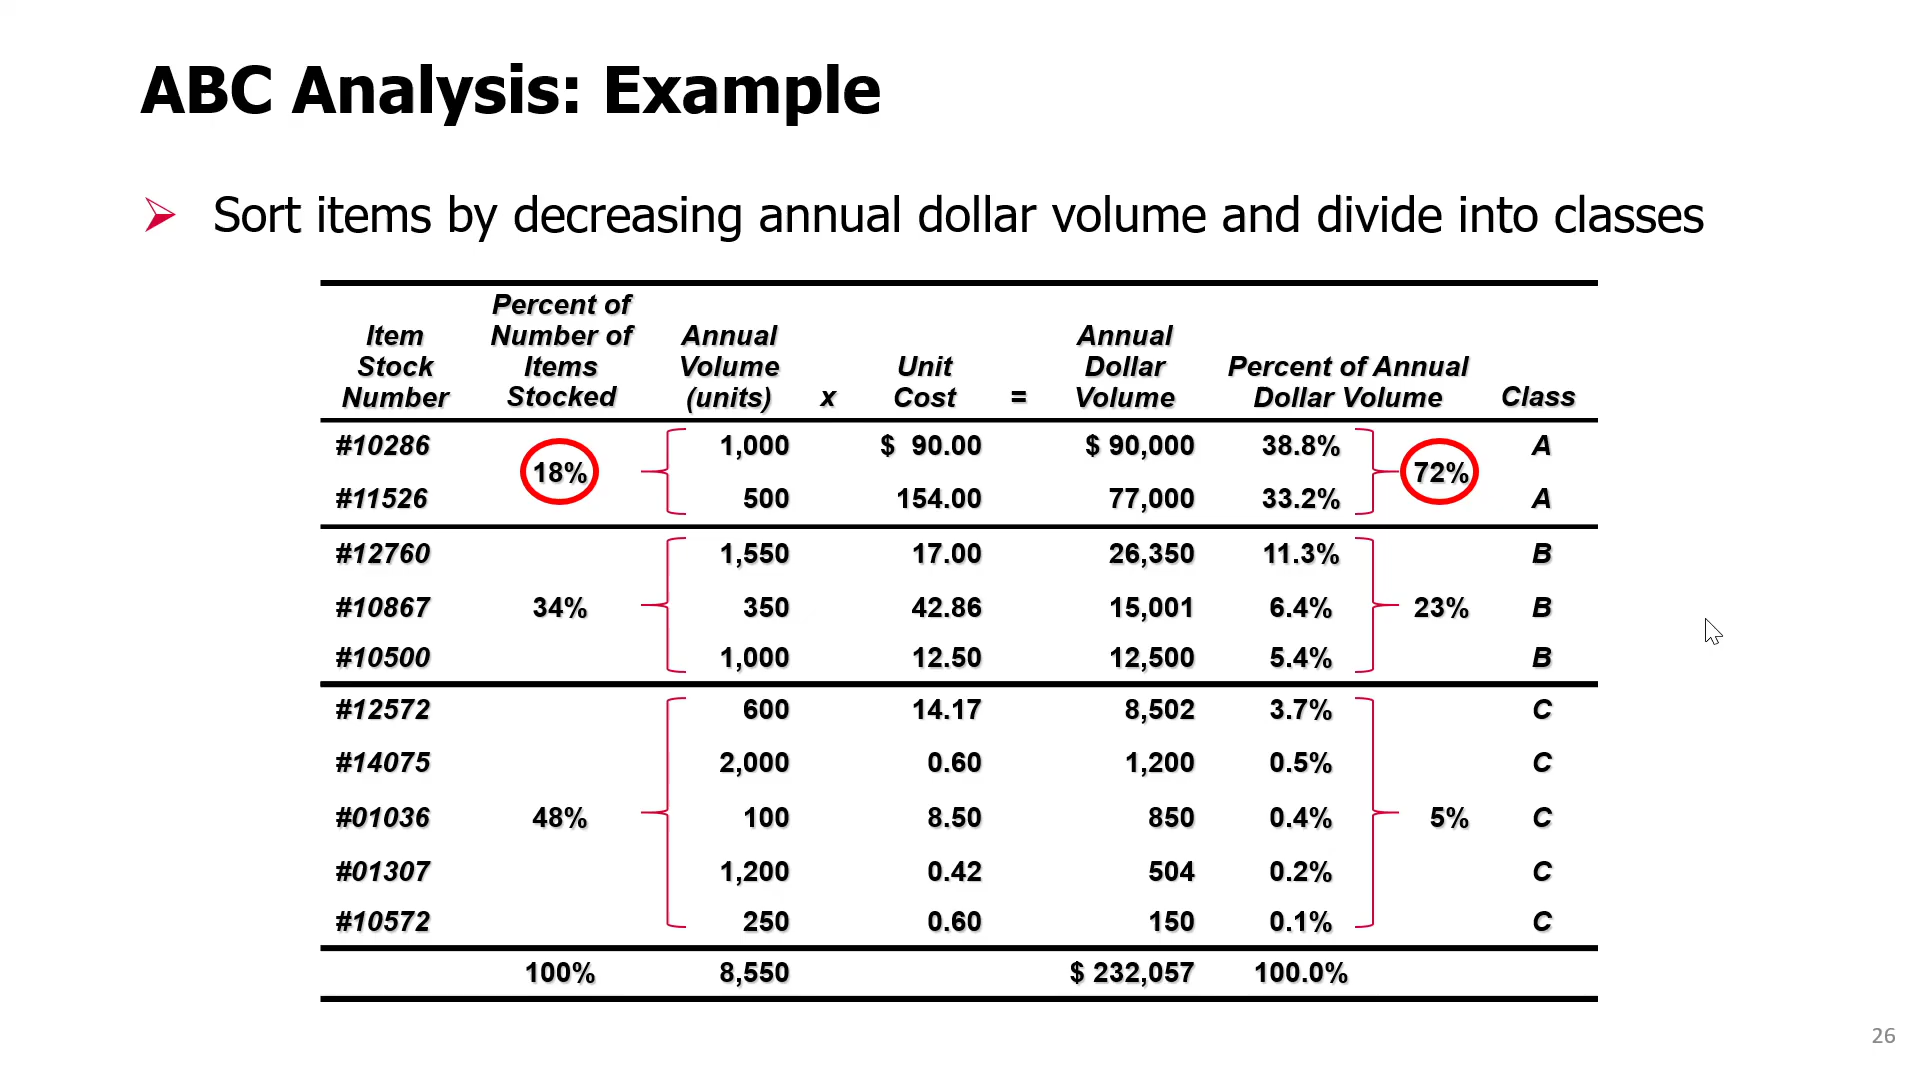 ABC Analysis: Example
Sort items by decreasing annual dollar volume and divide into classes
Item Stock Number Percent of Number of Items Stocked Annual Volume (units) x Unit Cost = Annual Dollar Volume Percent of Annual Dollar Volume Class
#10286 1,000 $ 90.00 $ 90,000 38.8% A
18% 72%
#11526 500 154.00 77,000 33.2% A
#12760 1,550 17.00 26,350 11.3% B
#10867 34% 350 42.86 15,001 6.4% 23% B
#10500 1,000 12.50 12,500 5.4% B
#12572 600 14.17 8,502 3.7% C
#14075 2,000 0.60 1,200 0.5% C
#01036 48% 100 8.50 850 0.4% 5% C
#01307 1,200 0.42 504 0.2% C
#10572 250 0.60 150 0.1% C
100% 8,550 $ 232,057 100.0%
26